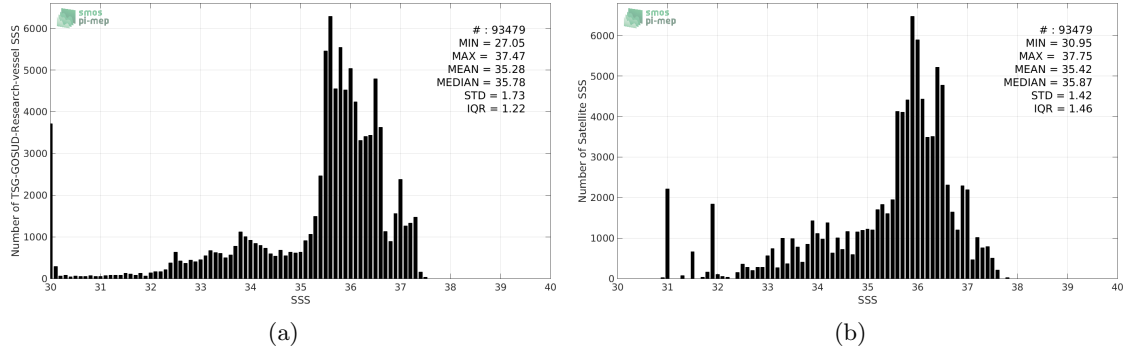 smos
pi-mep
# : 93479
MIN = 27.05
MAX = 37.47
MEAN = 35.28
MEDIAN = 35.78
STD = 1.73
IQR = 1.22
Number of TSG-GOSUD-Research-vessel SSS
6000
5000
4000
3000
2000
1000
0
30 31 32 33 34 35 36 37 38 39 40
SSS
(a)
smos
pi-mep
# : 93479
MIN = 30.95
MAX = 37.75
MEAN = 35.42
MEDIAN = 35.87
STD = 1.42
IQR = 1.46
Number of Satellite SSS
6000
5000
4000
3000
2000
1000
0
30 31 32 33 34 35 36 37 38 39 40
SSS
(b)